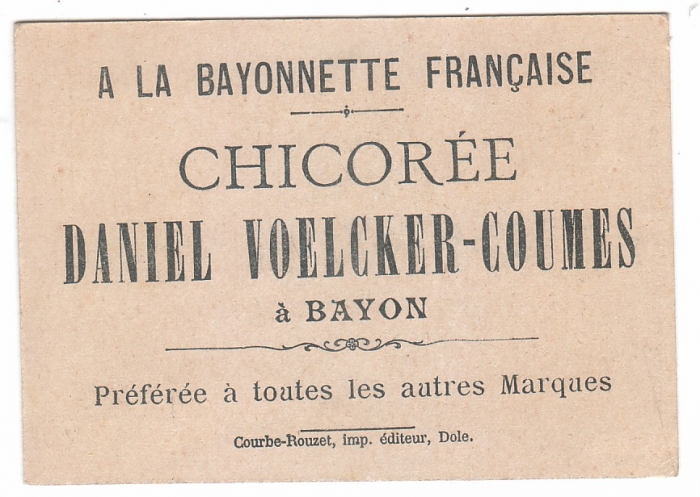 A LA BAYONNETTE FRANÇAISE
CHICORÉE
DANIEL VOELCKER-COUMES
à BAYON
Préférée à toutes les autres Marques
Courbe-Rouzet, imp. éditeur, Dole.